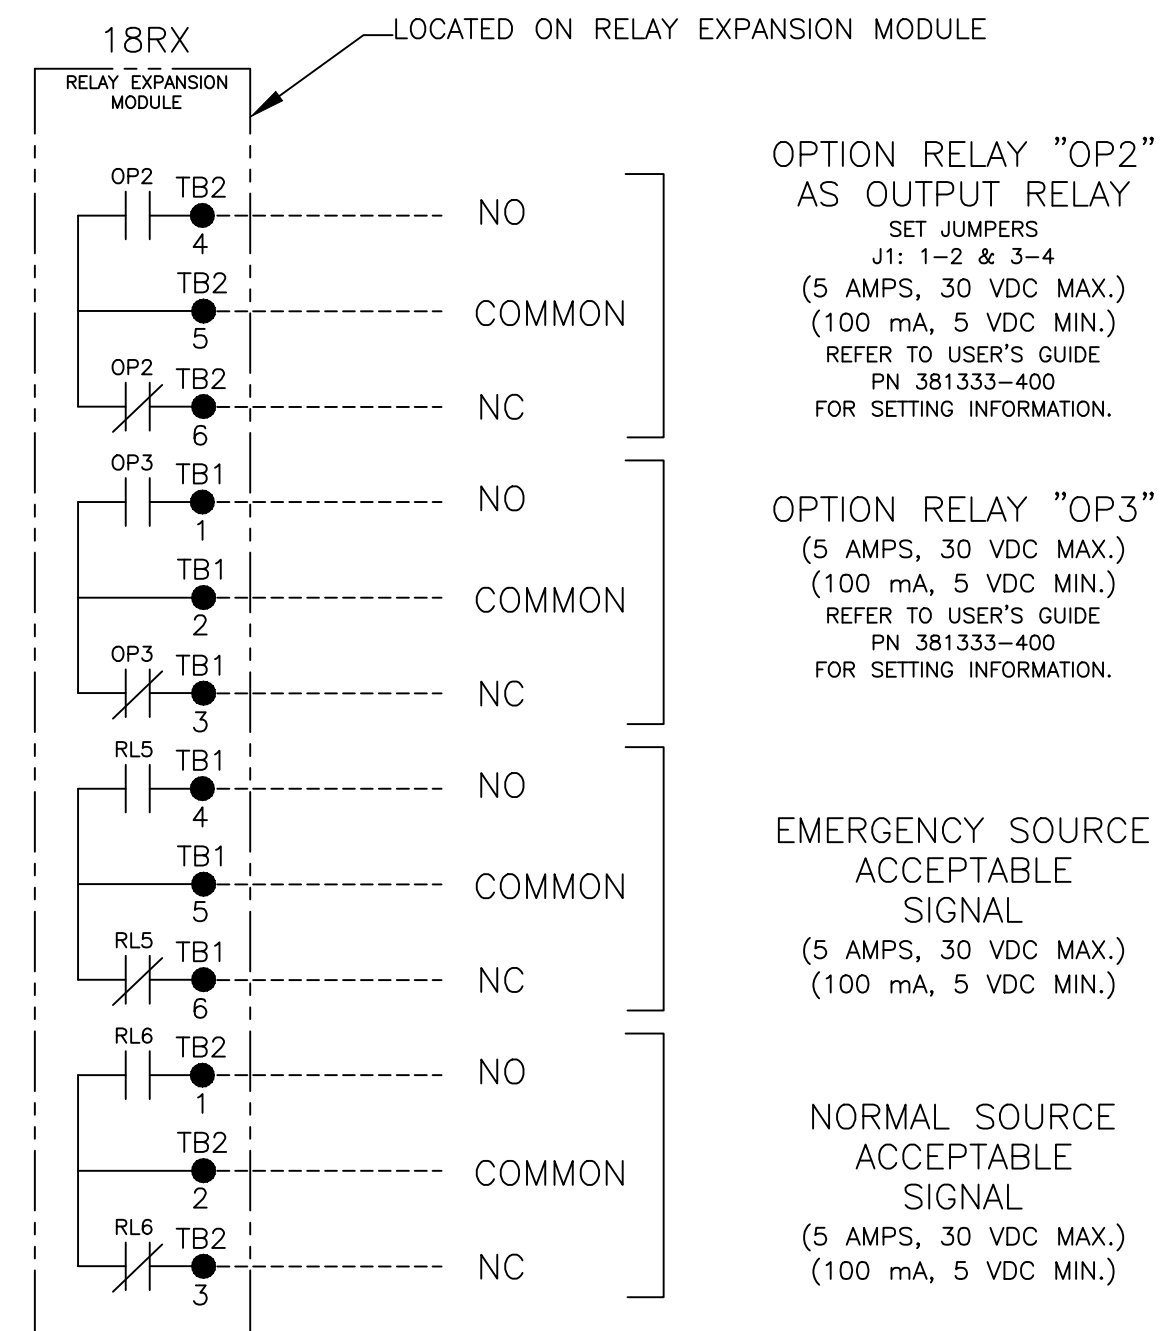 18RX
LOCATED ON RELAY EXPANSION MODULE
RELAY EXPANSION
MODULE
OP2 TB2
4
NO
TB2
5
COMMON
OP2 TB2
6
NC
OPTION RELAY "OP2"
AS OUTPUT RELAY
SET JUMPERS
J1: 1-2 & 3-4
(5 AMPS, 30 VDC MAX.)
(100 mA, 5 VDC MIN.)
REFER TO USER'S GUIDE
PN 381333-400
FOR SETTING INFORMATION.
OP3 TB1
1
NO
TB1
2
COMMON
OP3 TB1
3
NC
OPTION RELAY "OP3"
(5 AMPS, 30 VDC MAX.)
(100 mA, 5 VDC MIN.)
REFER TO USER'S GUIDE
PN 381333-400
FOR SETTING INFORMATION.
RL5 TB1
4
NO
TB1
5
COMMON
RL5 TB1
6
NC
EMERGENCY SOURCE
ACCEPTABLE
SIGNAL
(5 AMPS, 30 VDC MAX.)
(100 mA, 5 VDC MIN.)
RL6 TB2
1
NO
TB2
2
COMMON
RL6 TB2
3
NC
NORMAL SOURCE
ACCEPTABLE
SIGNAL
(5 AMPS, 30 VDC MAX.)
(100 mA, 5 VDC MIN.)